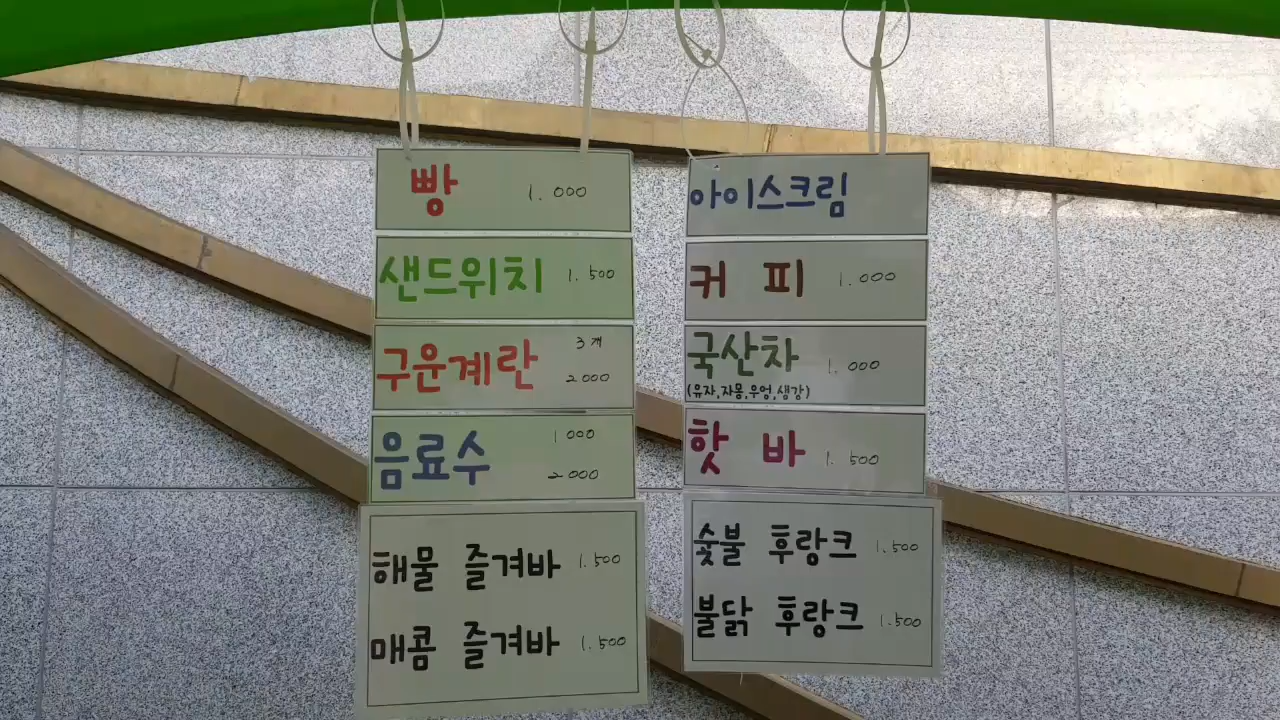 빵 1.000
샌드위치 1.500
구운계란 3개 2.000
음료수 1000 2.000
해물 즐겨바 1.500
매콤 즐겨바 1.500
아이스크림
커 피 1.000
국산차 1.000
(유자,자몽,우엉,생강)
핫 바 1.500
숯불 후랑크 1.500
불닭 후랑크 1.500